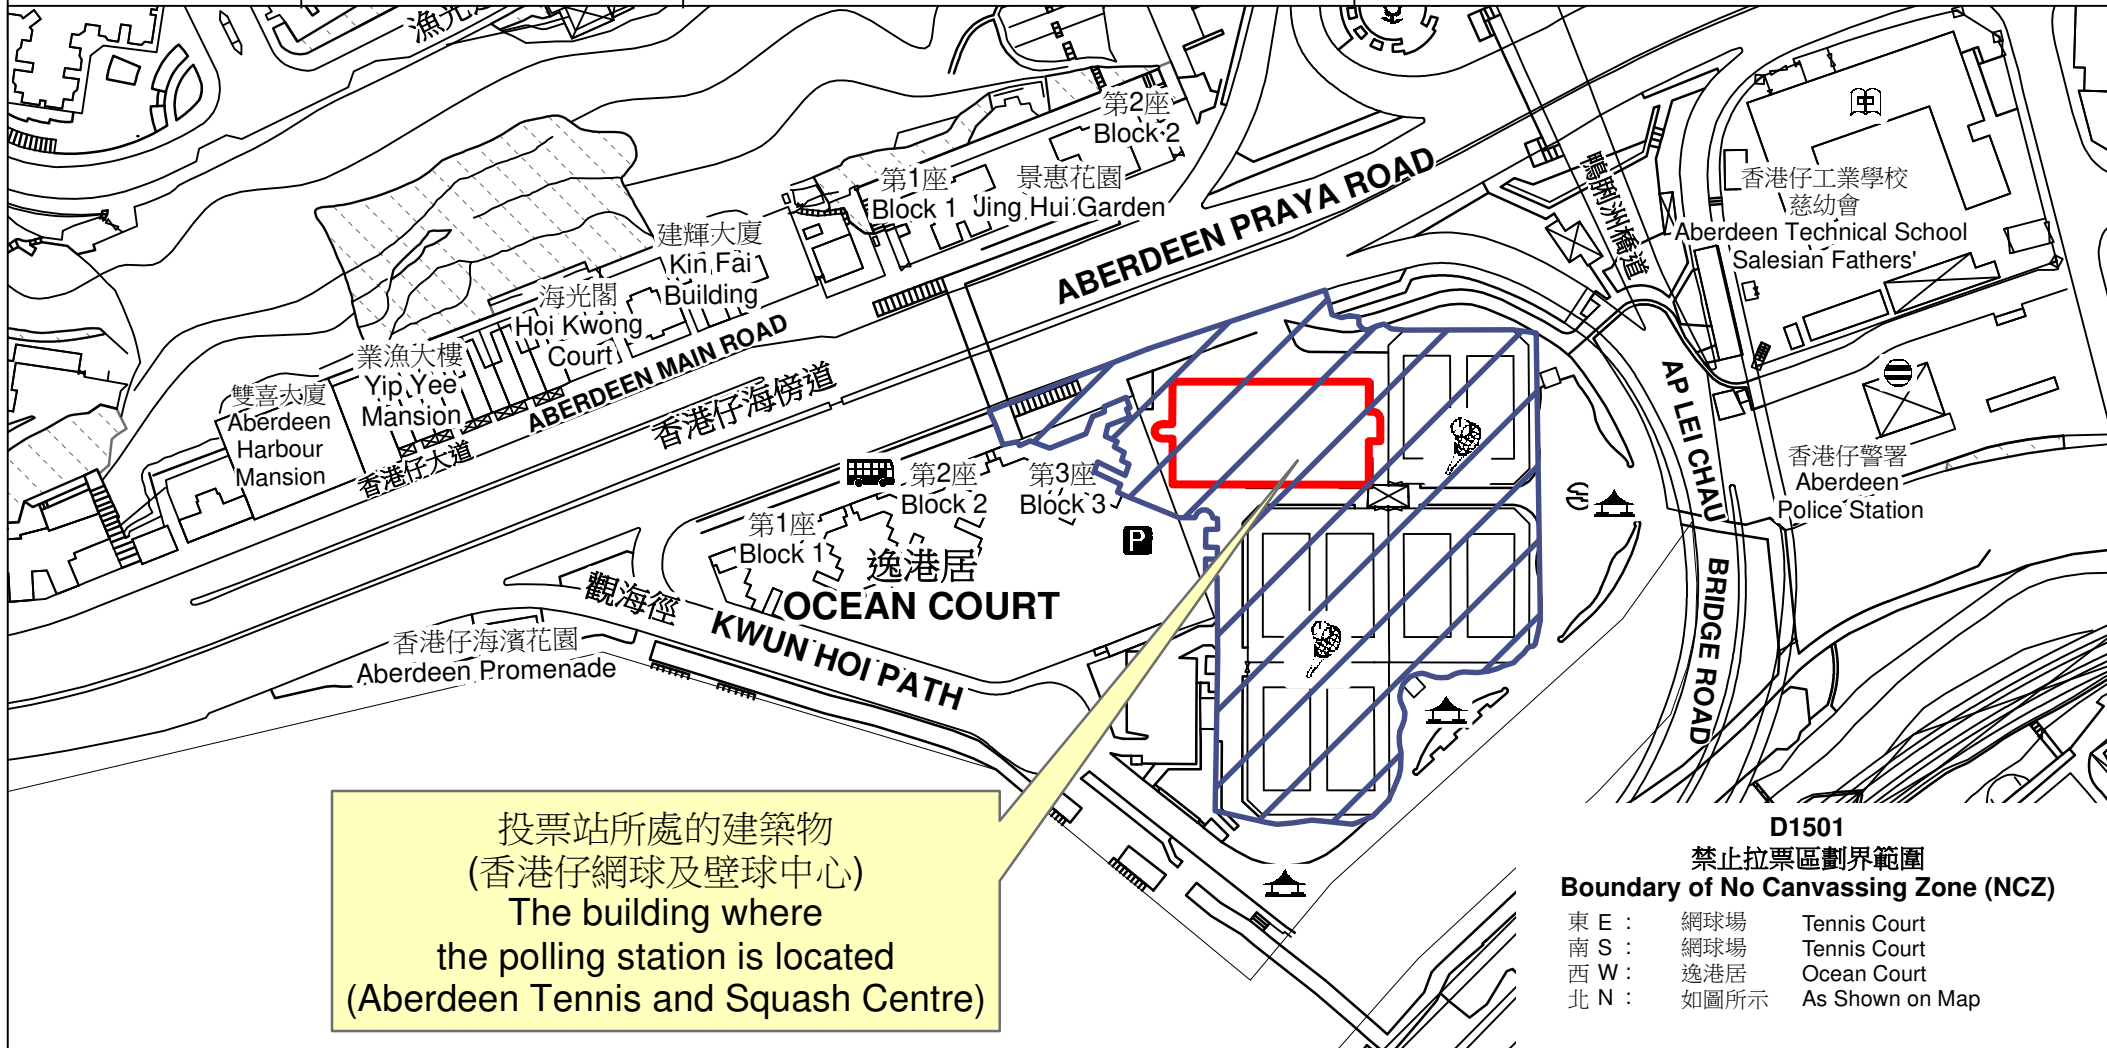 漁光
第2座
Block 2
第1座
Block 1
景惠花園
Jing Hui Garden
建輝大廈
Kin Fai
Building
海光閣
Hoi Kwong
Court
業漁大樓
Yip Yee
Mansion
雙喜大廈
Aberdeen
Harbour
Mansion
ABERDEEN MAIN ROAD
香港仔大道
ABERDEEN PRAYA ROAD
香港仔海傍道
鴨脷洲橋道
香港仔工業學校
慈幼會
Aberdeen Technical School
Salesian Fathers'
AP LEI CHAU
BRIDGE ROAD
香港仔警署
Aberdeen
Police Station
第1座
Block 1
第2座
Block 2
第3座
Block 3
P
逸港居
OCEAN COURT
觀海徑
KWUN HOI PATH
香港仔海濱花園
Aberdeen Promenade
投票站所處的建築物
(香港仔網球及壁球中心)
The building where
the polling station is located
(Aberdeen Tennis and Squash Centre)
D1501
禁止拉票區劃界範圍
Boundary of No Canvassing Zone (NCZ)
東 E : 網球場 Tennis Court
南 S : 網球場 Tennis Court
西 W : 逸港居 Ocean Court
北 N : 如圖所示 As Shown on Map